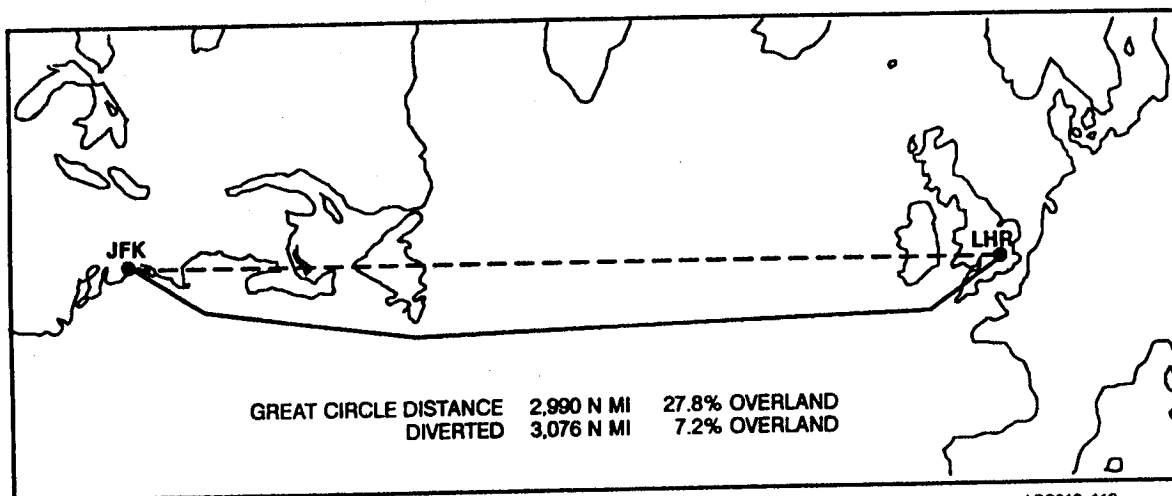 JFK
LHR
GREAT CIRCLE DISTANCE 2,990 N MI 27.8% OVERLAND
DIVERTED 3,076 N MI 7.2% OVERLAND